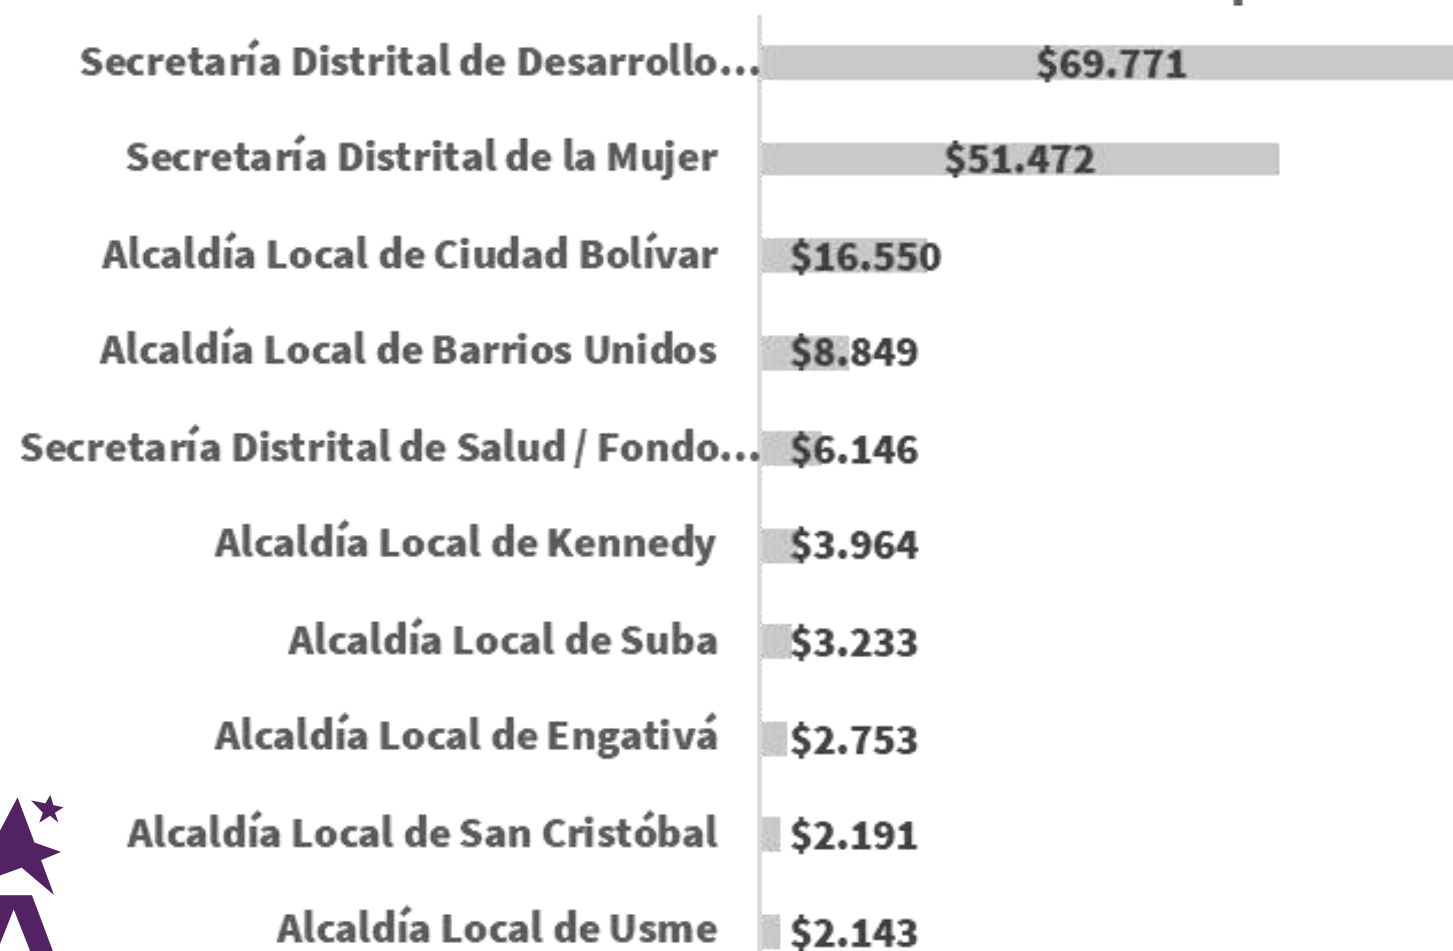 Secretaría Distrital de Desarrollo... $69.771
Secretaría Distrital de la Mujer $51.472
Alcaldía Local de Ciudad Bolívar $16.550
Alcaldía Local de Barrios Unidos $8.849
Secretaría Distrital de Salud / Fondo... $6.146
Alcaldía Local de Kennedy $3.964
Alcaldía Local de Suba $3.233
Alcaldía Local de Engativá $2.753
Alcaldía Local de San Cristóbal $2.191
Alcaldía Local de Usme $2.143